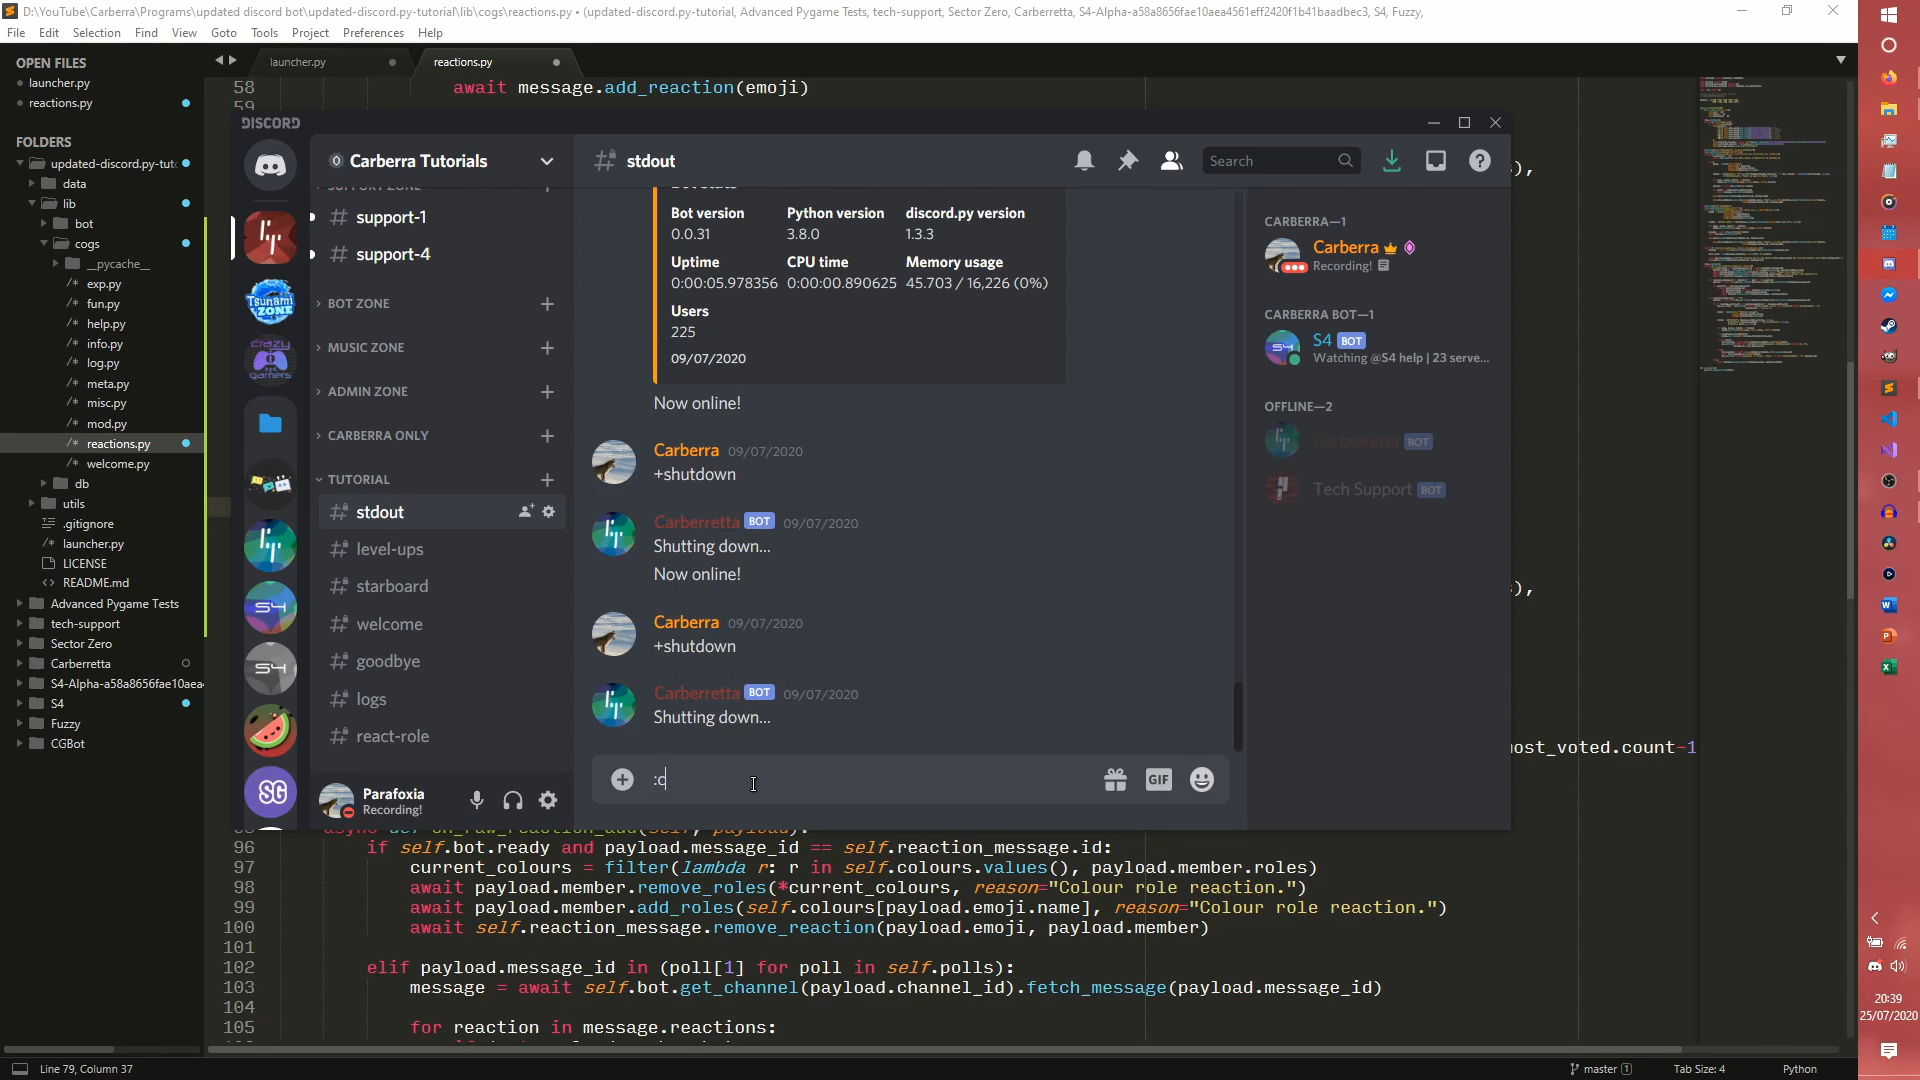 D:\YouTube\Carberra\Programs\updated discord bot\updated-discord.py-tutorial\lib\cogs\reactions.py • (updated-discord.py-tutorial, Advanced Pygame Tests, tech-support, Sector Zero, Carberretta, S4-Alpha-a58a8656fae10aea4561eff2420f1b41baadbec3, S4, Fuzzy,
File Edit Selection Find View Goto Tools Project Preferences Help
OPEN FILES
launcher.py
reactions.py
FOLDERS
updated-discord.py-tut
data
lib
bot
cogs
__pycache__
exp.py
fun.py
help.py
info.py
log.py
meta.py
misc.py
mod.py
reactions.py
welcome.py
db
utils
.gitignore
launcher.py
LICENSE
README.md
Advanced Pygame Tests
tech-support
Sector Zero
Carberretta
S4-Alpha-a58a8656fae10aea
S4
Fuzzy
CGBot
launcher.py reactions.py
58 await message.add_reaction(emoji)
59
),
),
most_voted.count-1
DISCORD
Carberra Tutorials
SUPPORT ZONE
# support-1
# support-4
BOT ZONE
MUSIC ZONE
ADMIN ZONE
CARBERRA ONLY
TUTORIAL
stdout
level-ups
starboard
welcome
goodbye
logs
react-role
Parafoxia
Recording!
stdout
Search
Bot stats
Bot version Python version discord.py version
0.0.31 3.8.0 1.3.3
Uptime CPU time Memory usage
0:00:05.978356 0:00:00.890625 45.703 / 16,226 (0%)
Users
225
09/07/2020
Now online!
Carberra 09/07/2020
+shutdown
Carberretta BOT 09/07/2020
Shutting down...
Now online!
Carberra 09/07/2020
+shutdown
Carberretta BOT 09/07/2020
Shutting down...
:c
GIF
CARBERRA—1
Carberra
Recording!
CARBERRA BOT—1
S4 BOT
Watching @S4 help | 23 serve...
OFFLINE—2
Carberretta BOT
Tech Support BOT
async def on_raw_reaction_add(self, payload):
96 if self.bot.ready and payload.message_id == self.reaction_message.id:
97 current_colours = filter(lambda r: r in self.colours.values(), payload.member.roles)
98 await payload.member.remove_roles(*current_colours, reason="Colour role reaction.")
99 await payload.member.add_roles(self.colours[payload.emoji.name], reason="Colour role reaction.")
100 await self.reaction_message.remove_reaction(payload.emoji, payload.member)
101
102 elif payload.message_id in (poll[1] for poll in self.polls):
103 message = await self.bot.get_channel(payload.channel_id).fetch_message(payload.message_id)
104
105 for reaction in message.reactions:
Line 79, Column 37
master 1
Tab Size: 4
Python
20:39
25/07/2020